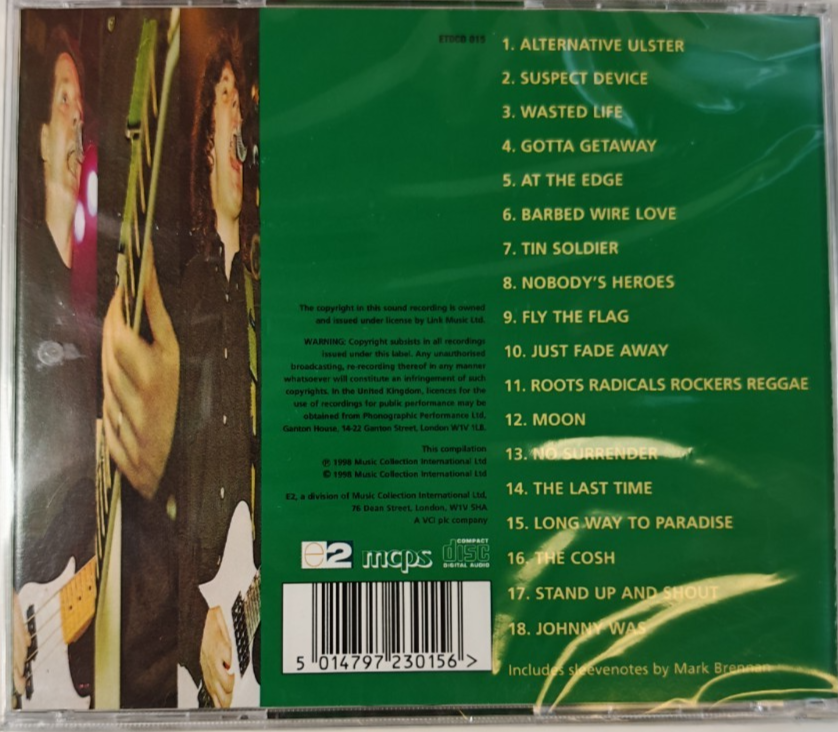 ETDCD 015
1. ALTERNATIVE ULSTER
2. SUSPECT DEVICE
3. WASTED LIFE
4. GOTTA GETAWAY
5. AT THE EDGE
6. BARBED WIRE LOVE
7. TIN SOLDIER
8. NOBODY'S HEROES
9. FLY THE FLAG
10. JUST FADE AWAY
11. ROOTS RADICALS ROCKERS REGGAE
12. MOON
13. NO SURRENDER
14. THE LAST TIME
15. LONG WAY TO PARADISE
16. THE COSH
17. STAND UP AND SHOUT
18. JOHNNY WAS
Includes sleevenotes by Mark Brennan
The copyright in this sound recording is owned
and issued under license by Link Music Ltd.
WARNING: Copyright subsists in all recordings
issued under this label. Any unauthorised
broadcasting, re-recording thereof in any manner
whatsoever will constitute an infringement of such
copyrights. In the United Kingdom, licences for the
use of recordings for public performance may be
obtained from Phonographic Performance Ltd,
Ganton House, 14-22 Ganton Street, London W1V 1LB.
This compilation
℗ 1998 Music Collection International Ltd
© 1998 Music Collection International Ltd
E2, a division of Music Collection International Ltd,
76 Dean Street, London, W1V 5HA
A VCI plc company
e2 mcps COMPACT
disc
DIGITAL AUDIO
5 014797 230156 >